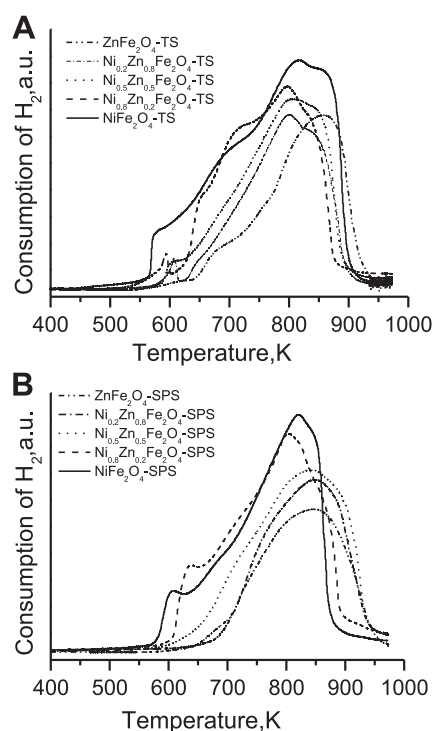 A
Consumption of H₂,a.u.
ZnFe₂O₄-TS
Ni₀.₂Zn₀.₈Fe₂O₄-TS
Ni₀.₅Zn₀.₅Fe₂O₄-TS
Ni₀.₈Zn₀.₂Fe₂O₄-TS
NiFe₂O₄-TS
400 500 600 700 800 900 1000
Temperature,K
B
Consumption of H₂,a.u.
ZnFe₂O₄-SPS
Ni₀.₂Zn₀.₈Fe₂O₄-SPS
Ni₀.₅Zn₀.₅Fe₂O₄-SPS
Ni₀.₈Zn₀.₂Fe₂O₄-SPS
NiFe₂O₄-SPS
400 500 600 700 800 900 1000
Temperature,K